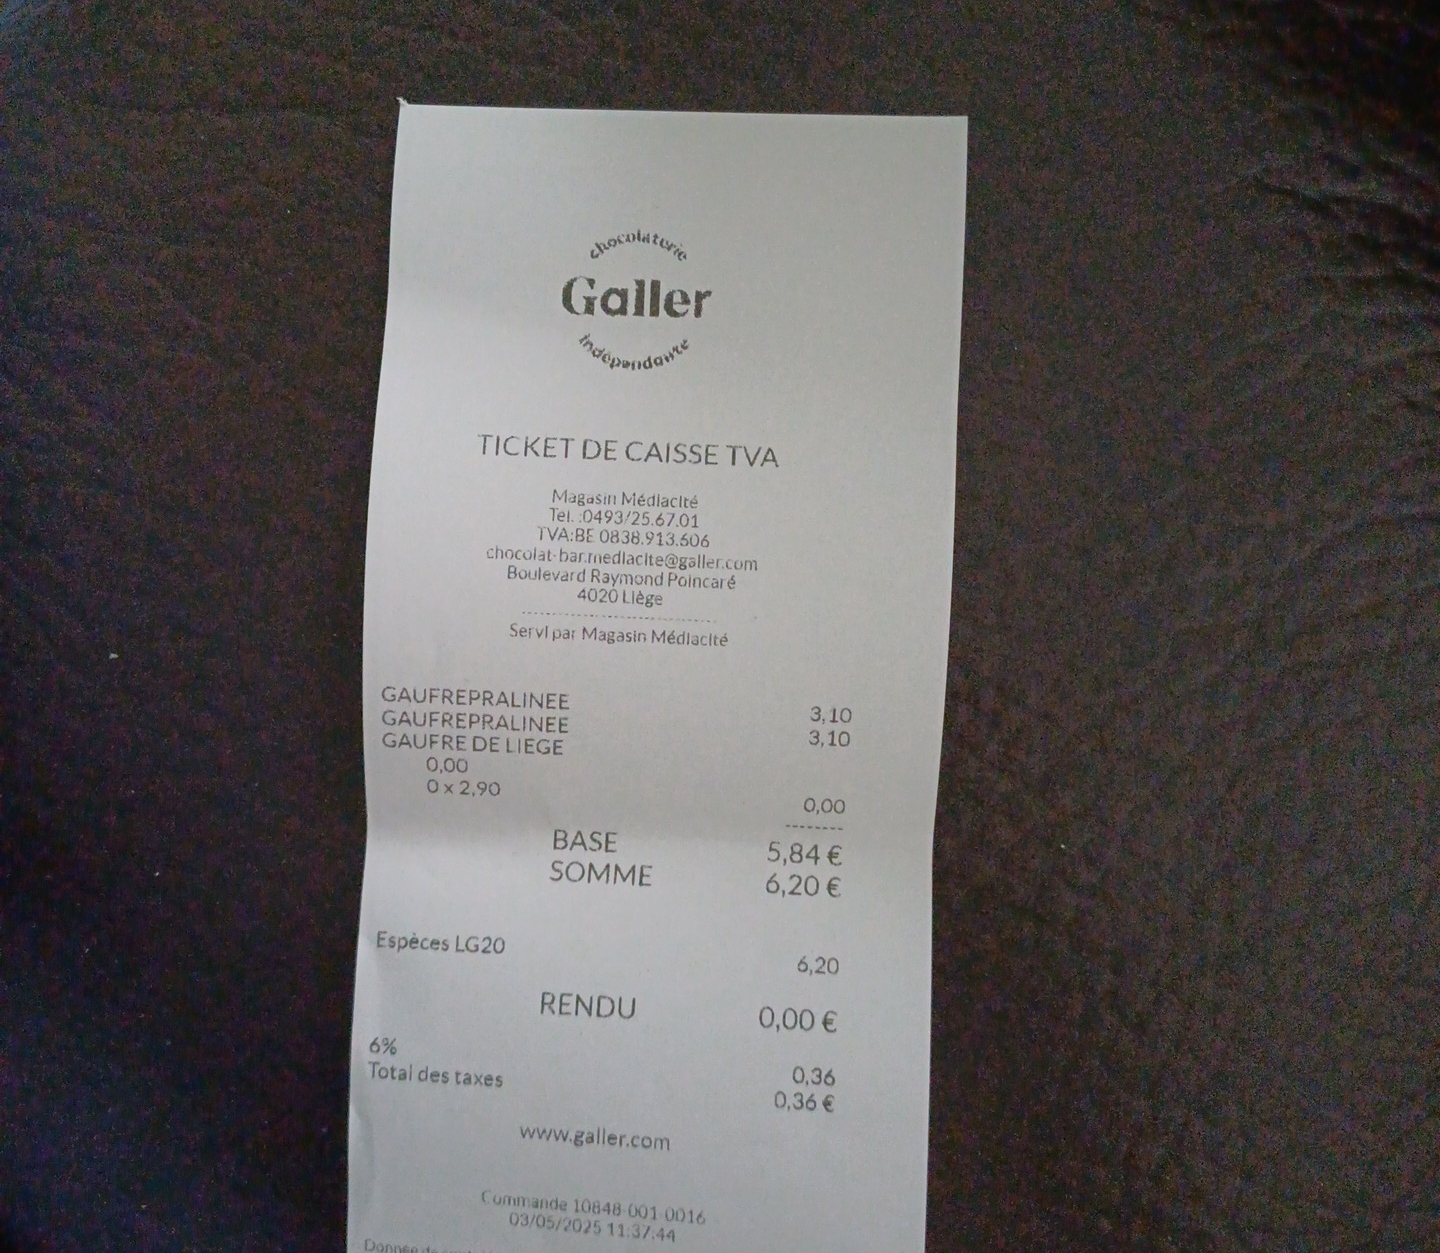 chocolaterie
Galler
indépendante
TICKET DE CAISSE TVA
Magasin Médiacité
Tel. :0493/25.67.01
TVA:BE 0838.913.606
chocolat-bar.mediacite@galler.com
Boulevard Raymond Poincaré
4020 Liège
--------------------
Servi par Magasin Médiacité
GAUFREPRALINEE 3,10
GAUFREPRALINEE 3,10
GAUFRE DE LIEGE
0,00
0 x 2,90 0,00
-------
BASE 5,84 €
SOMME 6,20 €
Espèces LG20 6,20
RENDU 0,00 €
6% 0,36
Total des taxes 0,36 €
www.galler.com
Commande 10848-001-0016
03/05/2025 11:37:44